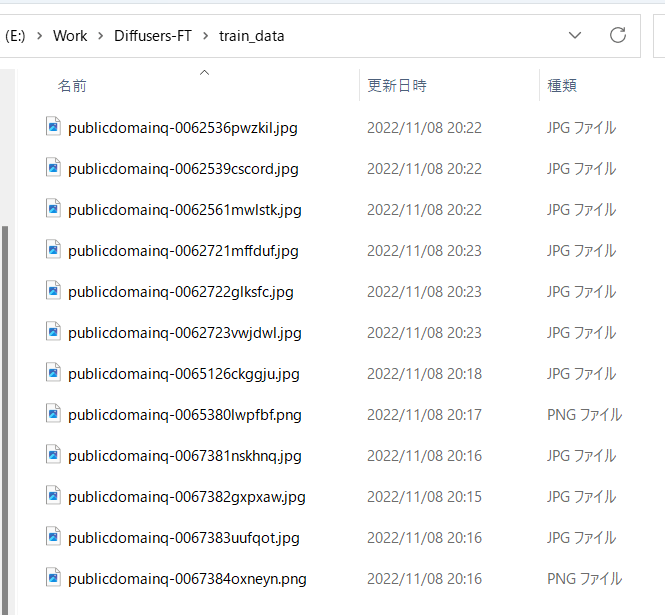 (E:) > Work > Diffusers-FT > train_data
名前 更新日時 種類
publicdomainq-0062536pwzkil.jpg 2022/11/08 20:22 JPG ファイル
publicdomainq-0062539cscord.jpg 2022/11/08 20:22 JPG ファイル
publicdomainq-0062561mwlstk.jpg 2022/11/08 20:22 JPG ファイル
publicdomainq-0062721mffduf.jpg 2022/11/08 20:23 JPG ファイル
publicdomainq-0062722glksfc.jpg 2022/11/08 20:23 JPG ファイル
publicdomainq-0062723vwjdwl.jpg 2022/11/08 20:23 JPG ファイル
publicdomainq-0065126ckggju.jpg 2022/11/08 20:18 JPG ファイル
publicdomainq-0065380lwpfbf.png 2022/11/08 20:17 PNG ファイル
publicdomainq-0067381nskhnq.jpg 2022/11/08 20:16 JPG ファイル
publicdomainq-0067382gxpxaw.jpg 2022/11/08 20:15 JPG ファイル
publicdomainq-0067383uufqot.jpg 2022/11/08 20:16 JPG ファイル
publicdomainq-0067384oxneyn.png 2022/11/08 20:16 PNG ファイル